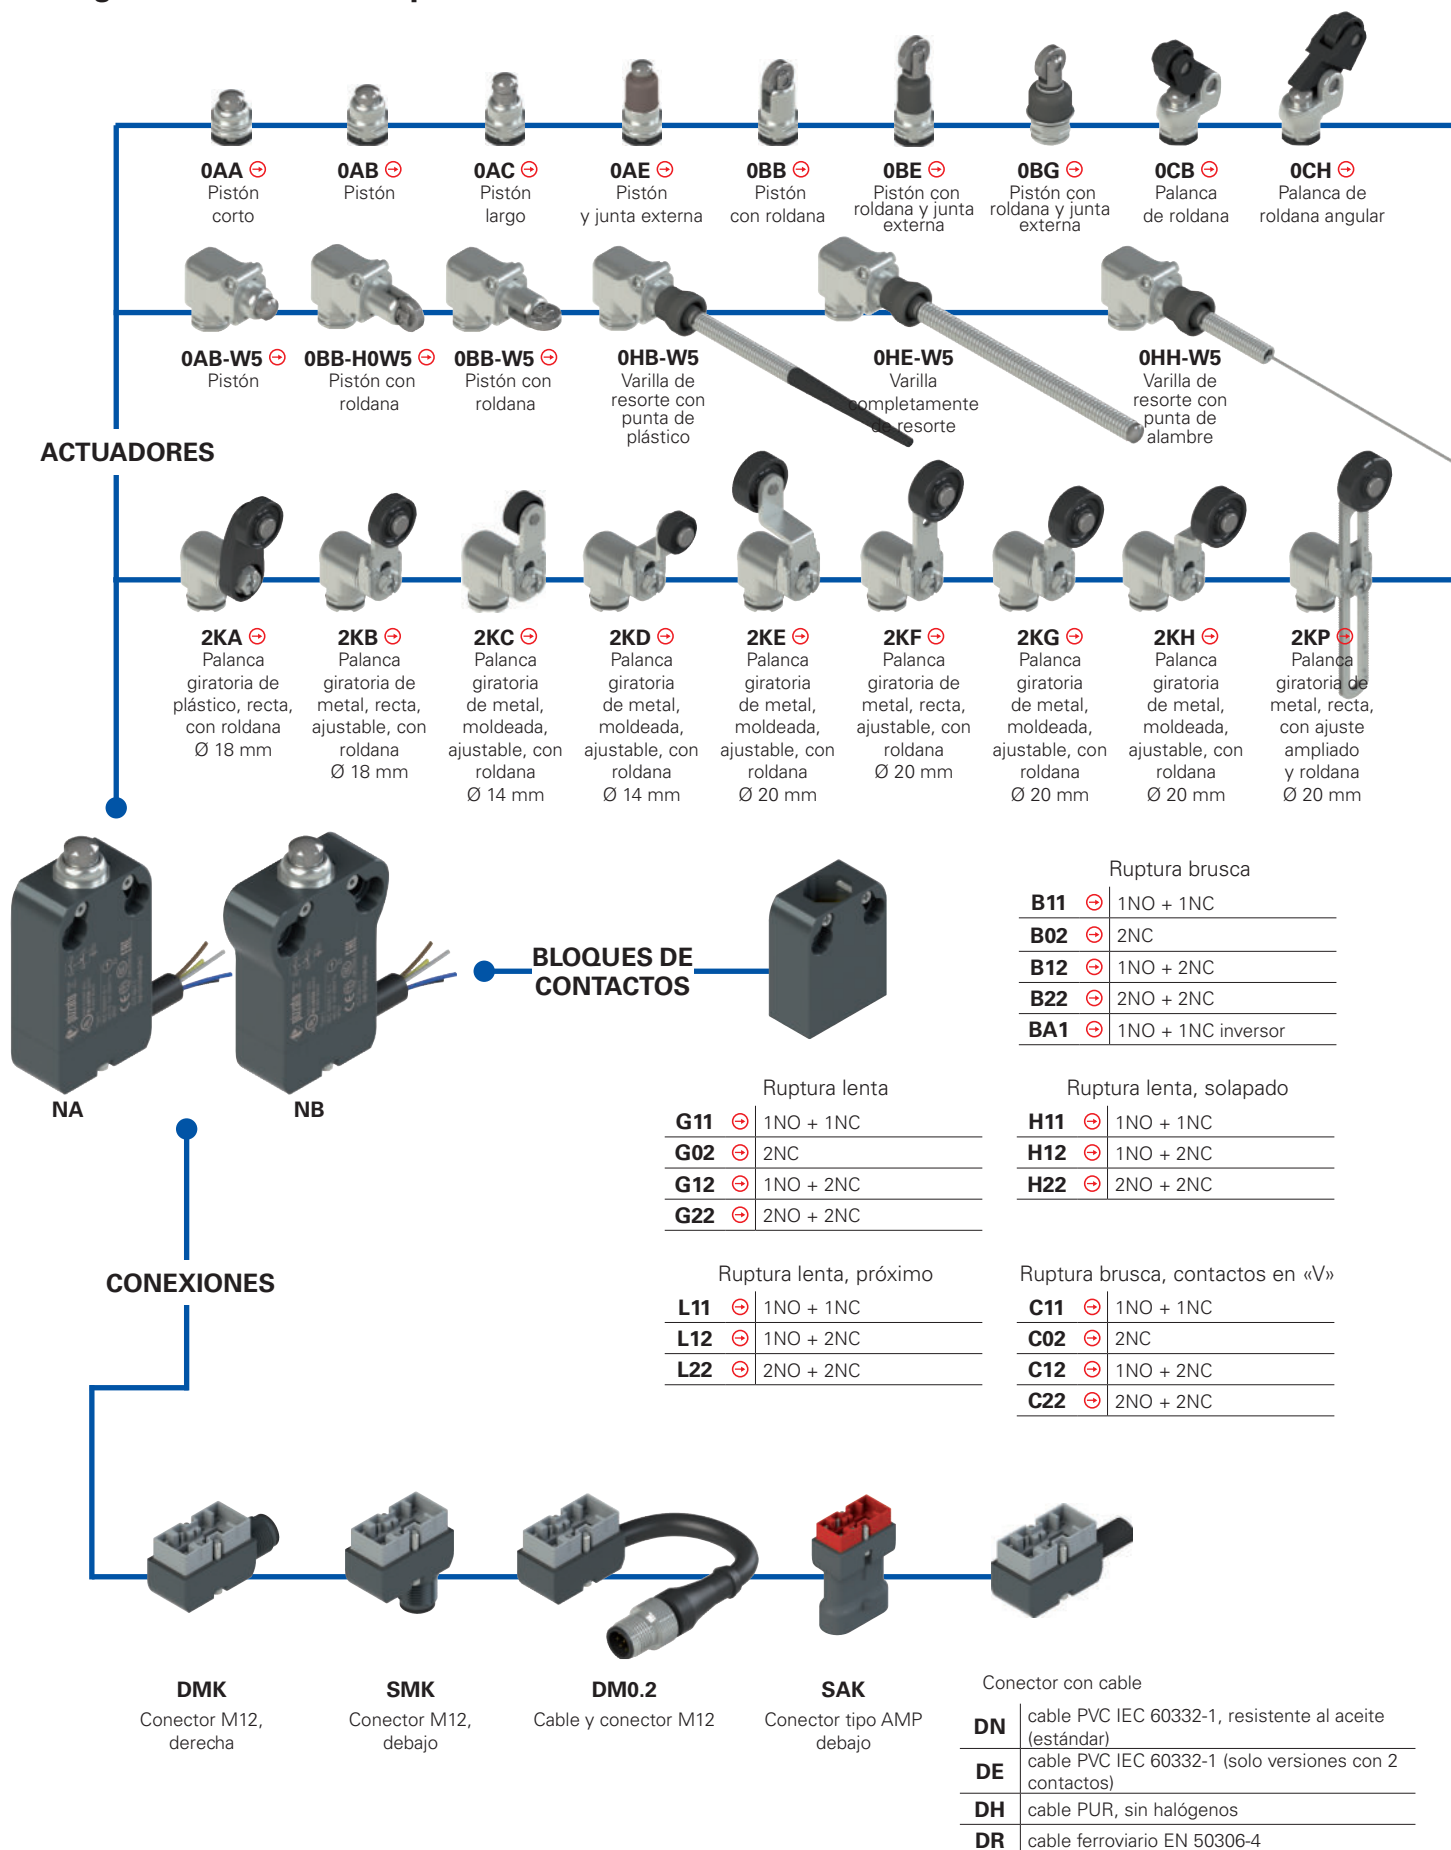 0AA
Pistón
corto
0AB
Pistón
0AC
Pistón
largo
0AE
Pistón
y junta externa
0BB
Pistón
con roldana
0BE
Pistón con
roldana y junta
externa
0BG
Pistón con
roldana y junta
externa
0CB
Palanca
de roldana
0CH
Palanca de
roldana angular
0AB-W5
Pistón
0BB-H0W5
Pistón con
roldana
0BB-W5
Pistón con
roldana
0HB-W5
Varilla de
resorte con
punta de
plástico
0HE-W5
Varilla
completamente
de resorte
0HH-W5
Varilla de
resorte con
punta de
alambre
ACTUADORES
2KA
Palanca
giratoria de
plástico, recta,
con roldana
Ø 18 mm
2KB
Palanca
giratoria de
metal, recta,
ajustable, con
roldana
Ø 18 mm
2KC
Palanca
giratoria
de metal,
moldeada,
ajustable, con
roldana
Ø 14 mm
2KD
Palanca
giratoria
de metal,
moldeada,
ajustable, con
roldana
Ø 14 mm
2KE
Palanca
giratoria
de metal,
moldeada,
ajustable, con
roldana
Ø 20 mm
2KF
Palanca
giratoria de
metal, recta,
ajustable, con
roldana
Ø 20 mm
2KG
Palanca
giratoria
de metal,
moldeada,
ajustable, con
roldana
Ø 20 mm
2KH
Palanca
giratoria
de metal,
moldeada,
ajustable, con
roldana
Ø 20 mm
2KP
Palanca
giratoria de
metal, recta,
con ajuste
ampliado
y roldana
Ø 20 mm
NA
NB
BLOQUES DE
CONTACTOS
Ruptura brusca
B11 1NO + 1NC
B02 2NC
B12 1NO + 2NC
B22 2NO + 2NC
BA1 1NO + 1NC inversor
Ruptura lenta
G11 1NO + 1NC
G02 2NC
G12 1NO + 2NC
G22 2NO + 2NC
Ruptura lenta, solapado
H11 1NO + 1NC
H12 1NO + 2NC
H22 2NO + 2NC
Ruptura lenta, próximo
L11 1NO + 1NC
L12 1NO + 2NC
L22 2NO + 2NC
Ruptura brusca, contactos en «V»
C11 1NO + 1NC
C02 2NC
C12 1NO + 2NC
C22 2NO + 2NC
CONEXIONES
DMK
Conector M12,
derecha
SMK
Conector M12,
debajo
DM0.2
Cable y conector M12
SAK
Conector tipo AMP
debajo
Conector con cable
DN cable PVC IEC 60332-1, resistente al aceite
(estándar)
DE cable PVC IEC 60332-1 (solo versiones con 2
contactos)
DH cable PUR, sin halógenos
DR cable ferroviario EN 50306-4